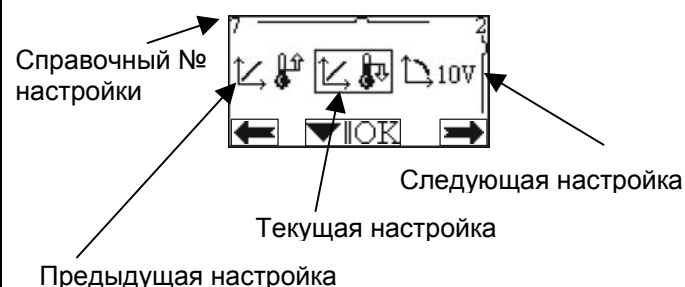 7 2
Справочный №
настройки
10V
OK
Следующая настройка
Текущая настройка
Предыдущая настройка